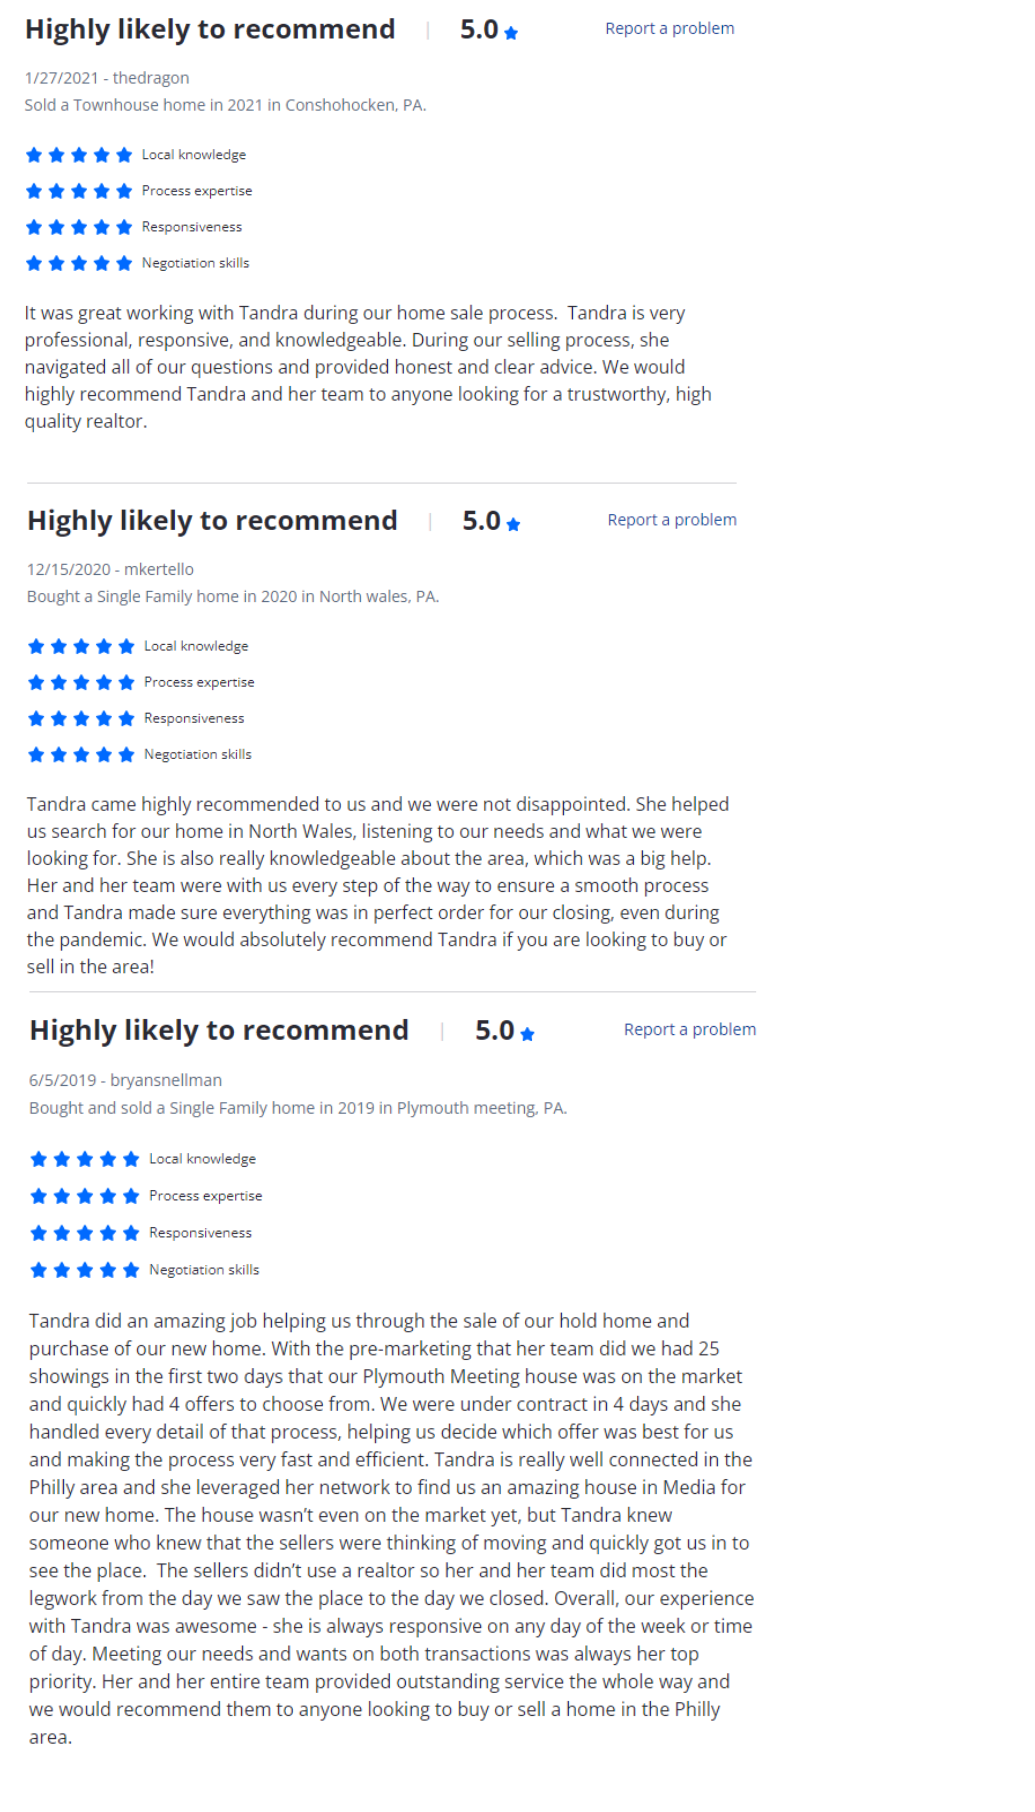 Highly likely to recommend | 5.0 Report a problem
1/27/2021 - thedragon
Sold a Townhouse home in 2021 in Conshohocken, PA.
Local knowledge
Process expertise
Responsiveness
Negotiation skills
It was great working with Tandra during our home sale process.  Tandra is very
professional, responsive, and knowledgeable. During our selling process, she
navigated all of our questions and provided honest and clear advice. We would
highly recommend Tandra and her team to anyone looking for a trustworthy, high
quality realtor.
Highly likely to recommend | 5.0 Report a problem
12/15/2020 - mkertello
Bought a Single Family home in 2020 in North wales, PA.
Local knowledge
Process expertise
Responsiveness
Negotiation skills
Tandra came highly recommended to us and we were not disappointed. She helped
us search for our home in North Wales, listening to our needs and what we were
looking for. She is also really knowledgeable about the area, which was a big help.
Her and her team were with us every step of the way to ensure a smooth process
and Tandra made sure everything was in perfect order for our closing, even during
the pandemic. We would absolutely recommend Tandra if you are looking to buy or
sell in the area!
Highly likely to recommend | 5.0 Report a problem
6/5/2019 - bryansnellman
Bought and sold a Single Family home in 2019 in Plymouth meeting, PA.
Local knowledge
Process expertise
Responsiveness
Negotiation skills
Tandra did an amazing job helping us through the sale of our hold home and
purchase of our new home. With the pre-marketing that her team did we had 25
showings in the first two days that our Plymouth Meeting house was on the market
and quickly had 4 offers to choose from. We were under contract in 4 days and she
handled every detail of that process, helping us decide which offer was best for us
and making the process very fast and efficient. Tandra is really well connected in the
Philly area and she leveraged her network to find us an amazing house in Media for
our new home. The house wasn’t even on the market yet, but Tandra knew
someone who knew that the sellers were thinking of moving and quickly got us in to
see the place.  The sellers didn’t use a realtor so her and her team did most the
legwork from the day we saw the place to the day we closed. Overall, our experience
with Tandra was awesome - she is always responsive on any day of the week or time
of day. Meeting our needs and wants on both transactions was always her top
priority. Her and her entire team provided outstanding service the whole way and
we would recommend them to anyone looking to buy or sell a home in the Philly
area.